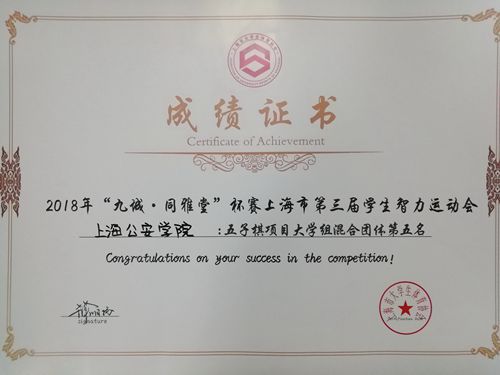 成绩证书
Certificate of Achievement
2018年“九城·同雅堂”杯赛上海市第三届学生智力运动会
上海公安学院:五子棋项目大学组混合团体第五名
Congratulations on your success in the competition!
signature